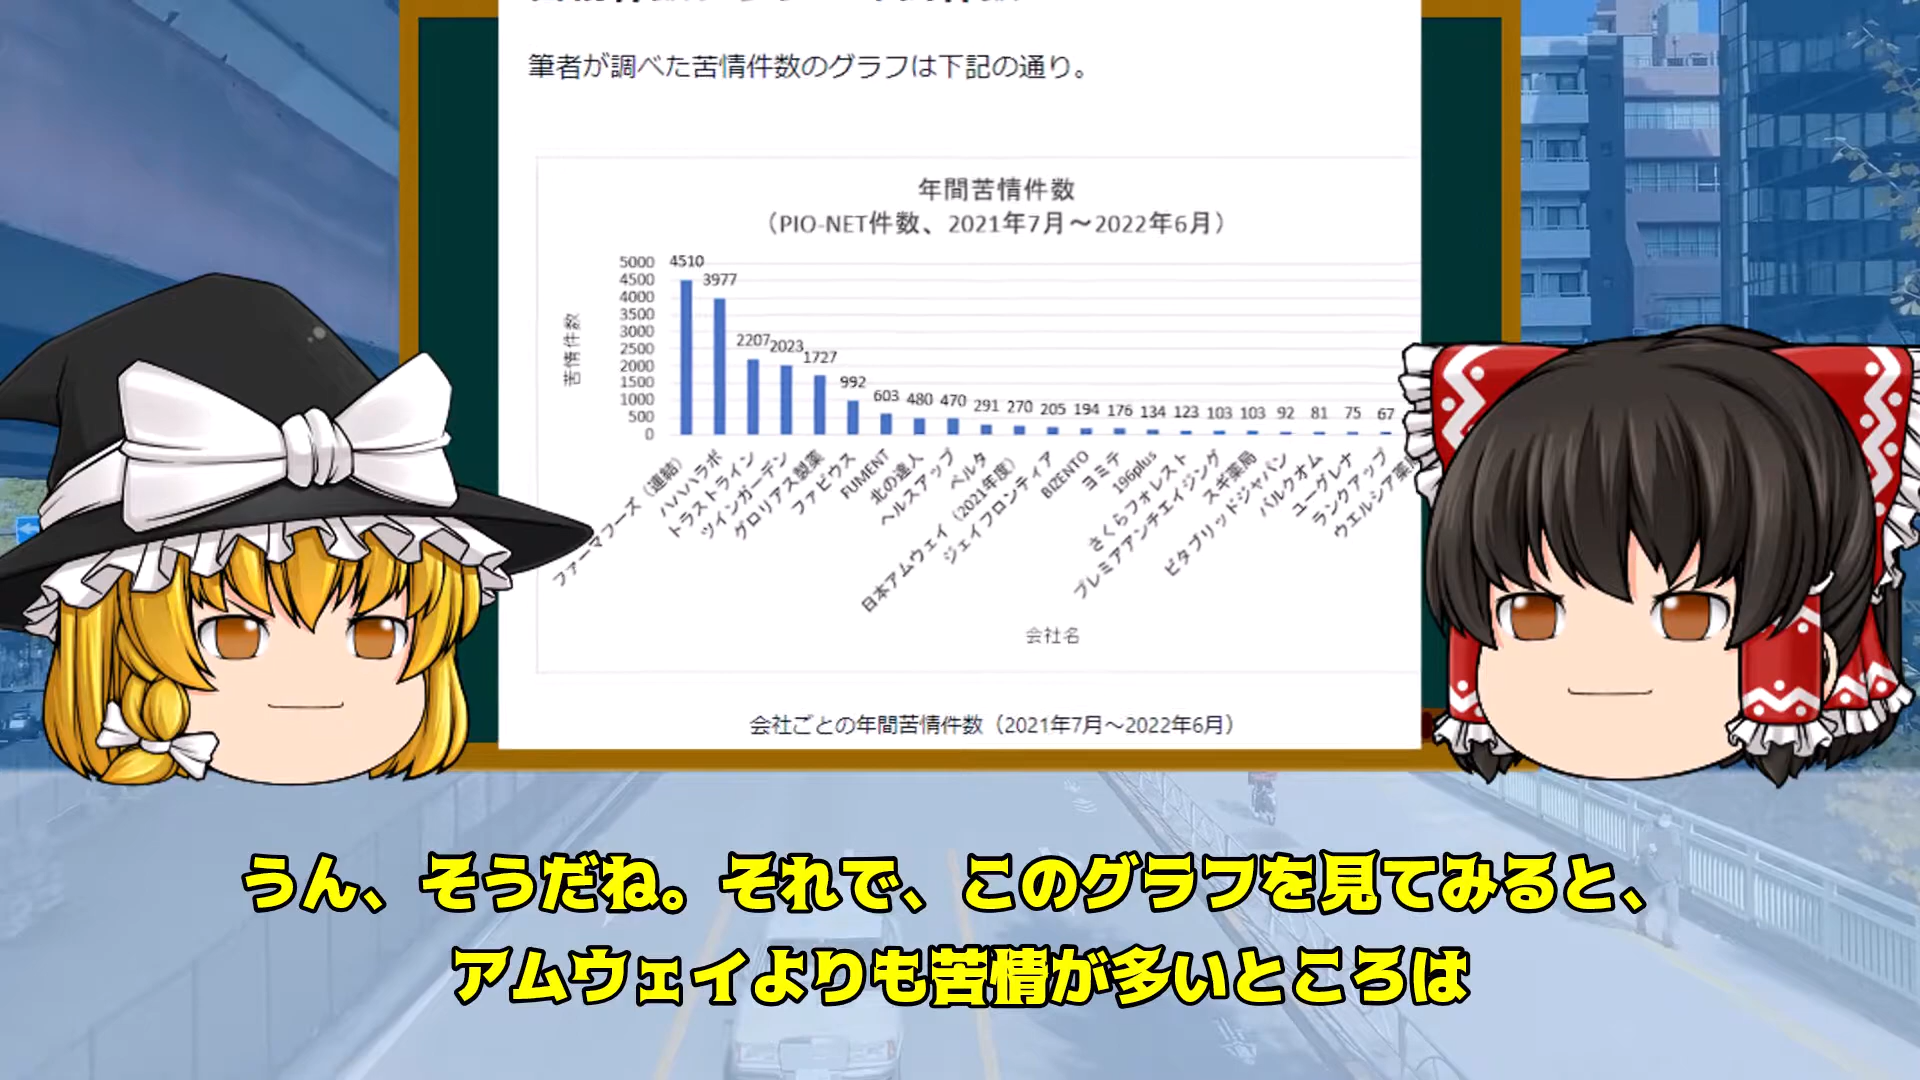 筆者が調べた苦情件数のグラフは下記の通り。
年間苦情件数
（PIO-NET件数、2021年7月～2022年6月）
苦情件数
5000
4500
4000
3500
3000
2500
2000
1500
1000
500
0
4510
3977
2207
2023
1727
992
603
480
470
291
270
205
194
176
134
123
103
103
92
81
75
67
ファーマフーズ（連結）
ハハハラボ
トラストライン
ツインガーデン
グロリアス製薬
ファビウス
FUMENT
北の達人
ヘルスアップ
ベルタ
日本アムウェイ（2021年度）
ジェイフロンティア
BIZENTO
ヨミテ
196plus
さくらフォレスト
プレミアアンチエイジング
スギ薬局
ビタブリッドジャパン
バルクオム
ユーグレナ
ランクアップ
ウエルシア薬局
会社名
会社ごとの年間苦情件数（2021年7月～2022年6月）
うん、そうだね。それで、このグラフを見てみると、
アムウェイよりも苦情が多いところは